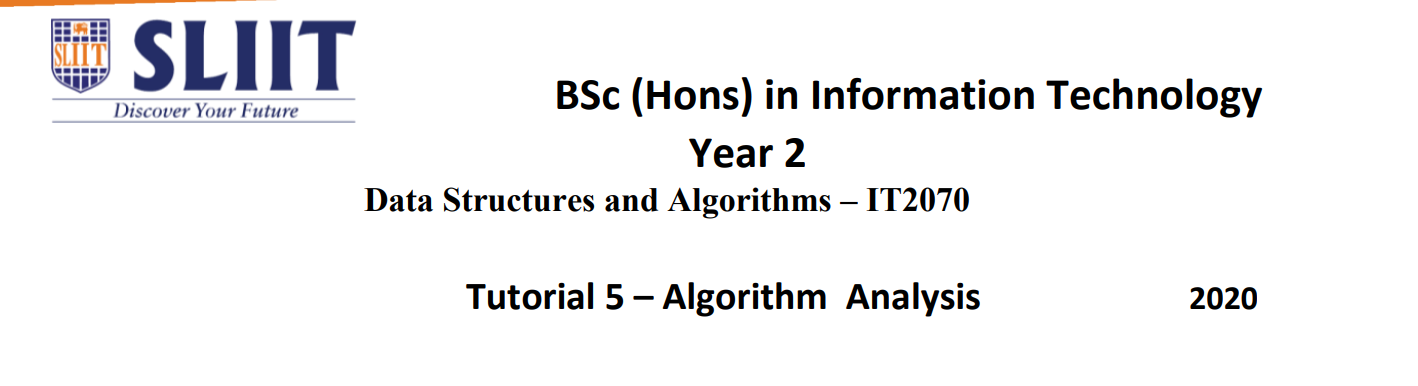 SLIIT
SLIIT
Discover Your Future
BSc (Hons) in Information Technology
Year 2
Data Structures and Algorithms – IT2070
Tutorial 5 – Algorithm Analysis 2020